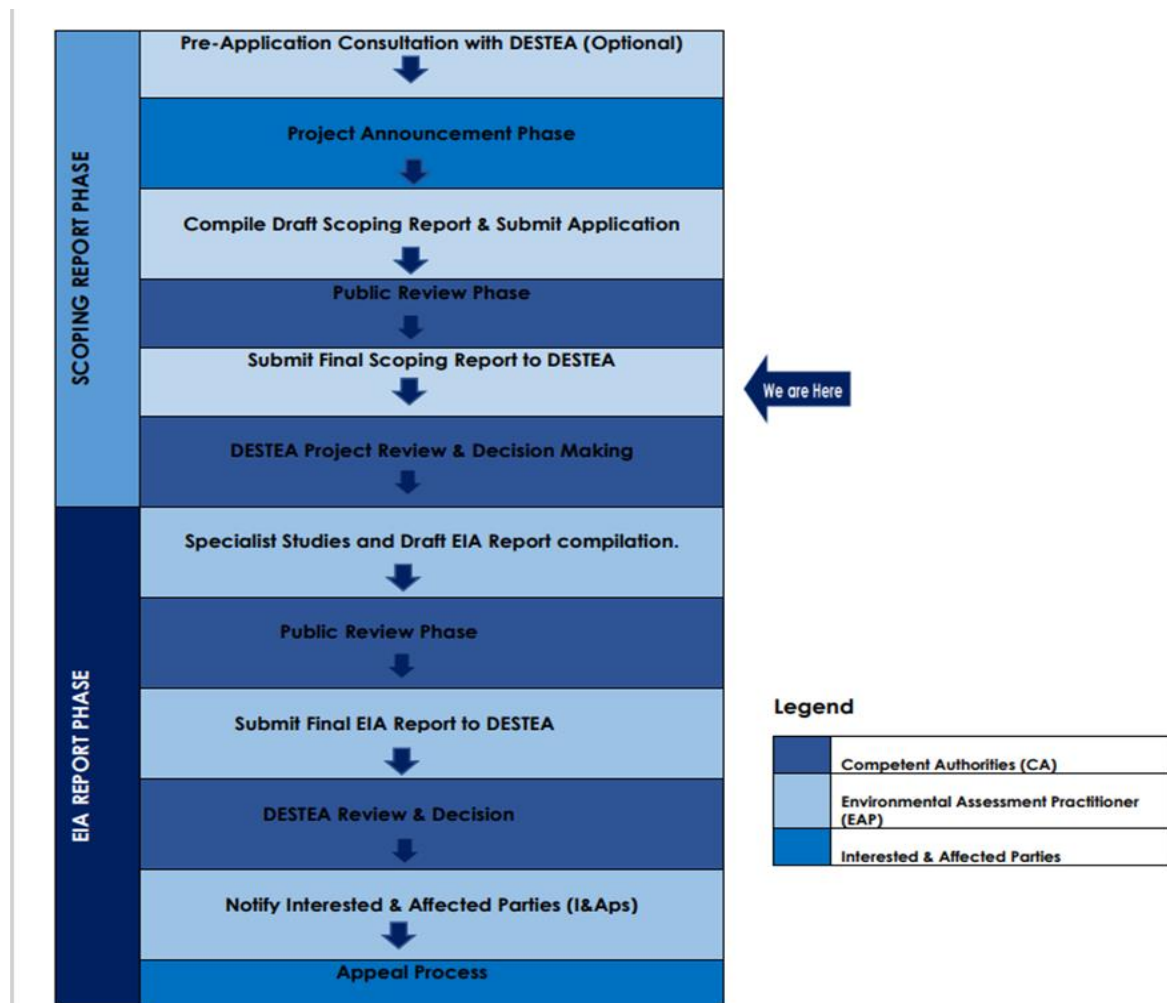 SCOPING REPORT PHASE
Pre-Application Consultation with DESTEA (Optional)
Project Announcement Phase
Compile Draft Scoping Report & Submit Application
Public Review Phase
Submit Final Scoping Report to DESTEA
We are Here
DESTEA Project Review & Decision Making
EIA REPORT PHASE
Specialist Studies and Draft EIA Report compilation.
Public Review Phase
Submit Final EIA Report to DESTEA
DESTEA Review & Decision
Notify Interested & Affected Parties (I&Aps)
Appeal Process
Legend
Competent Authorities (CA)
Environmental Assessment Practitioner
(EAP)
Interested & Affected Parties